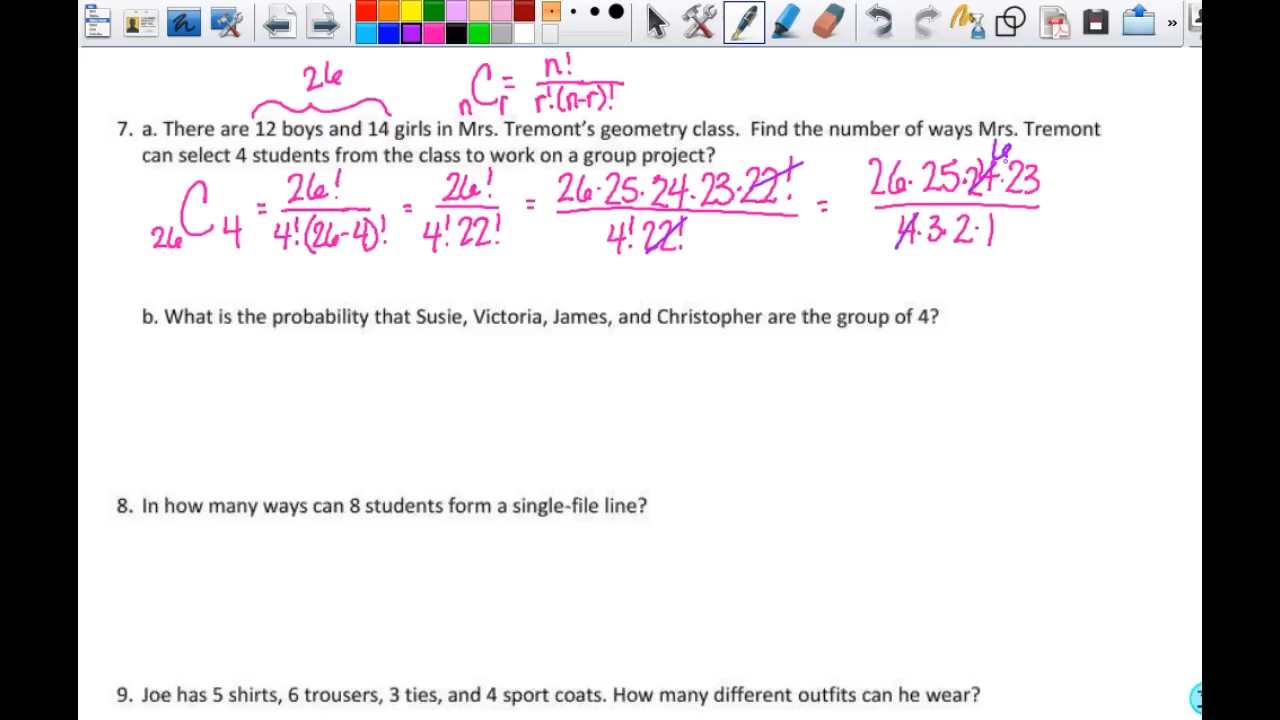 26
nCr = n! / r!(n-r)!
7. a. There are 12 boys and 14 girls in Mrs. Tremont's geometry class. Find the number of ways Mrs. Tremont
can select 4 students from the class to work on a group project?
26C4 = 26! / 4!(26-4)! = 26! / 4! 22! = 26·25·24·23·22! / 4! 22! = 26·25·24·23 / 4·3·2·1
6
b. What is the probability that Susie, Victoria, James, and Christopher are the group of 4?
8. In how many ways can 8 students form a single-file line?
9. Joe has 5 shirts, 6 trousers, 3 ties, and 4 sport coats. How many different outfits can he wear?